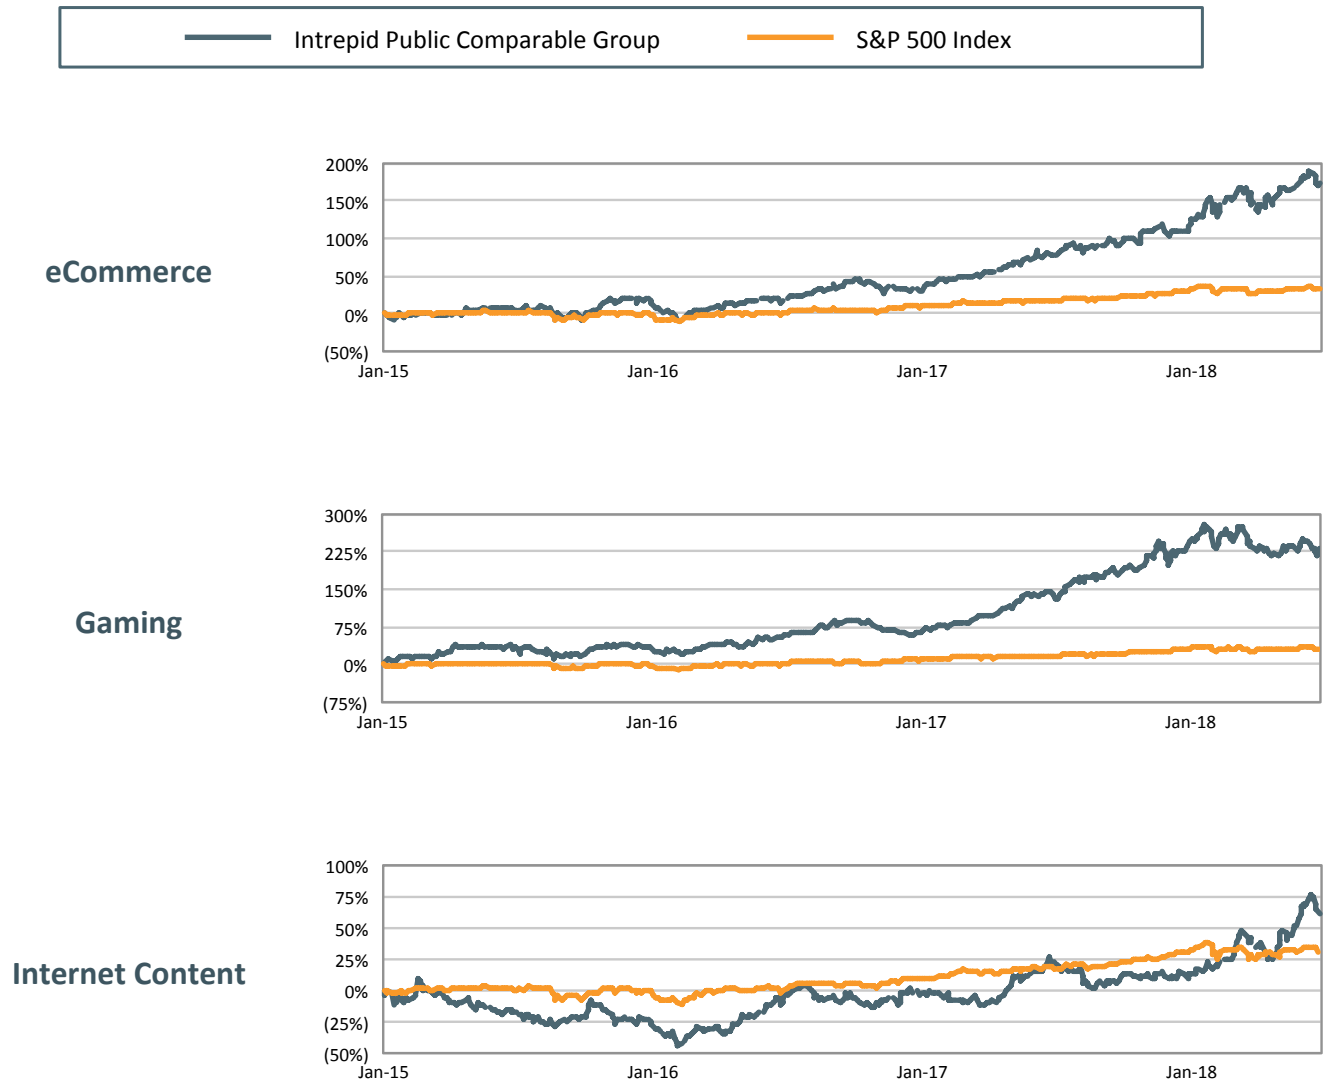 Intrepid Public Comparable Group S&P 500 Index
eCommerce
200%
150%
100%
50%
0%
(50%)
Jan-15 Jan-16 Jan-17 Jan-18
Gaming
300%
225%
150%
75%
0%
(75%)
Jan-15 Jan-16 Jan-17 Jan-18
Internet Content
100%
75%
50%
25%
0%
(25%)
(50%)
Jan-15 Jan-16 Jan-17 Jan-18